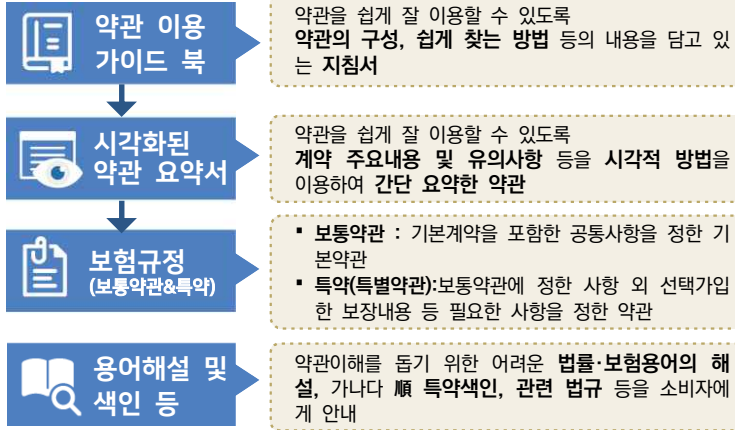 약관 이용
가이드 북
약관을 쉽게 잘 이용할 수 있도록
약관의 구성, 쉽게 찾는 방법 등의 내용을 담고 있
는 지침서
시각화된
약관 요약서
약관을 쉽게 잘 이용할 수 있도록
계약 주요내용 및 유의사항 등을 시각적 방법을
이용하여 간단 요약한 약관
보험규정
(보통약관&특약)
▪ 보통약관 : 기본계약을 포함한 공통사항을 정한 기
본약관
▪ 특약(특별약관):보통약관에 정한 사항 외 선택가입
한 보장내용 등 필요한 사항을 정한 약관
용어해설 및
색인 등
약관이해를 돕기 위한 어려운 법률·보험용어의 해
설, 가나다 順 특약색인, 관련 법규 등을 소비자에
게 안내